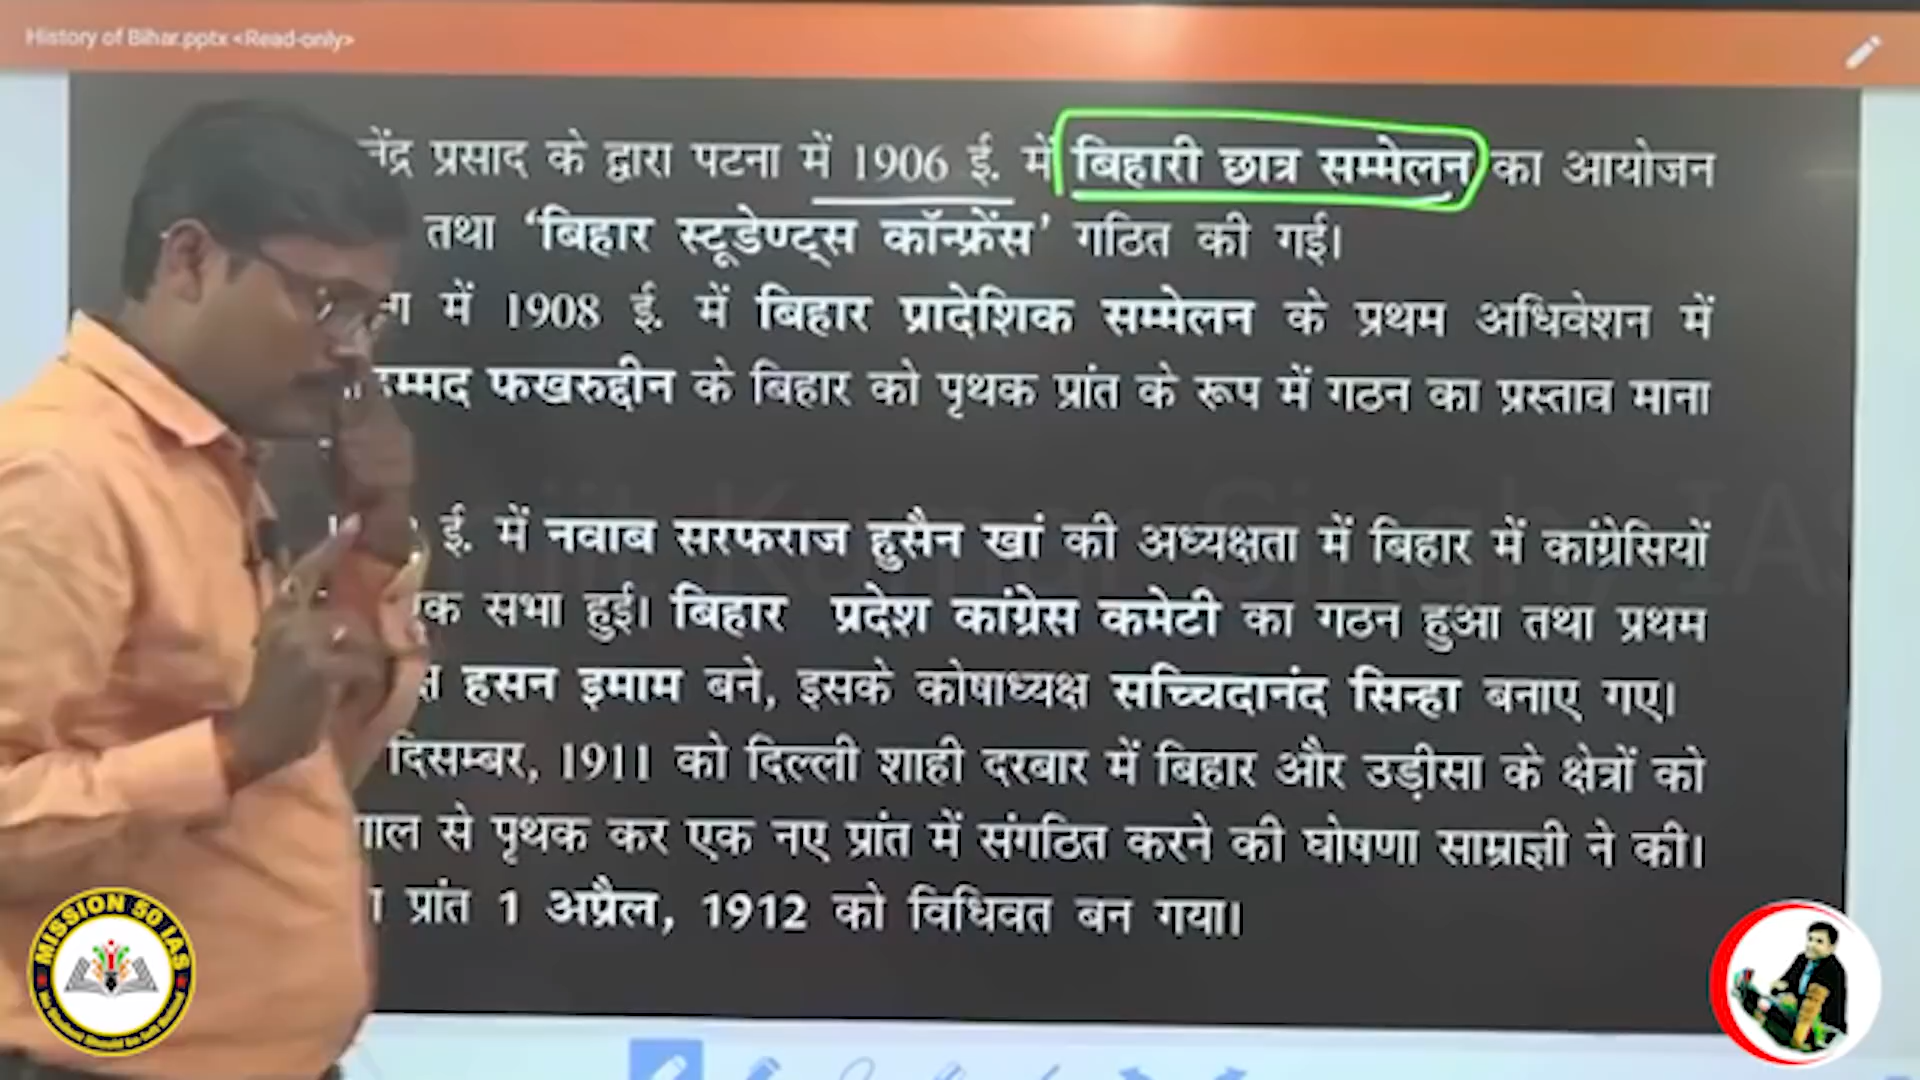 History of Bihar.pptx <Read-only>
प्रसाद के द्वारा पटना में 1906 ई. में बिहारी छात्र सम्मेलन का आयोजन
तथा ‘बिहार स्टूडेण्ट्स कॉन्फ्रेंस’ गठित की गई।
में 1908 ई. में बिहार प्रादेशिक सम्मेलन के प्रथम अधिवेशन में
फखरुद्दीन के बिहार को पृथक प्रांत के रूप में गठन का प्रस्ताव माना
ई. में नवाब सरफराज हुसैन खां की अध्यक्षता में बिहार में कांग्रेसियों
सभा हुई। बिहार प्रदेश कांग्रेस कमेटी का गठन हुआ तथा प्रथम
हसन इमाम बने, इसके कोषाध्यक्ष सच्चिदानंद सिन्हा बनाए गए।
दिसम्बर, 1911 को दिल्ली शाही दरबार में बिहार और उड़ीसा के क्षेत्रों को
से पृथक कर एक नए प्रांत में संगठित करने की घोषणा साम्राज्ञी ने की।
प्रांत 1 अप्रैल, 1912 को विधिवत बन गया।
Kumar Singh, IAS
MISSION 50 IAS